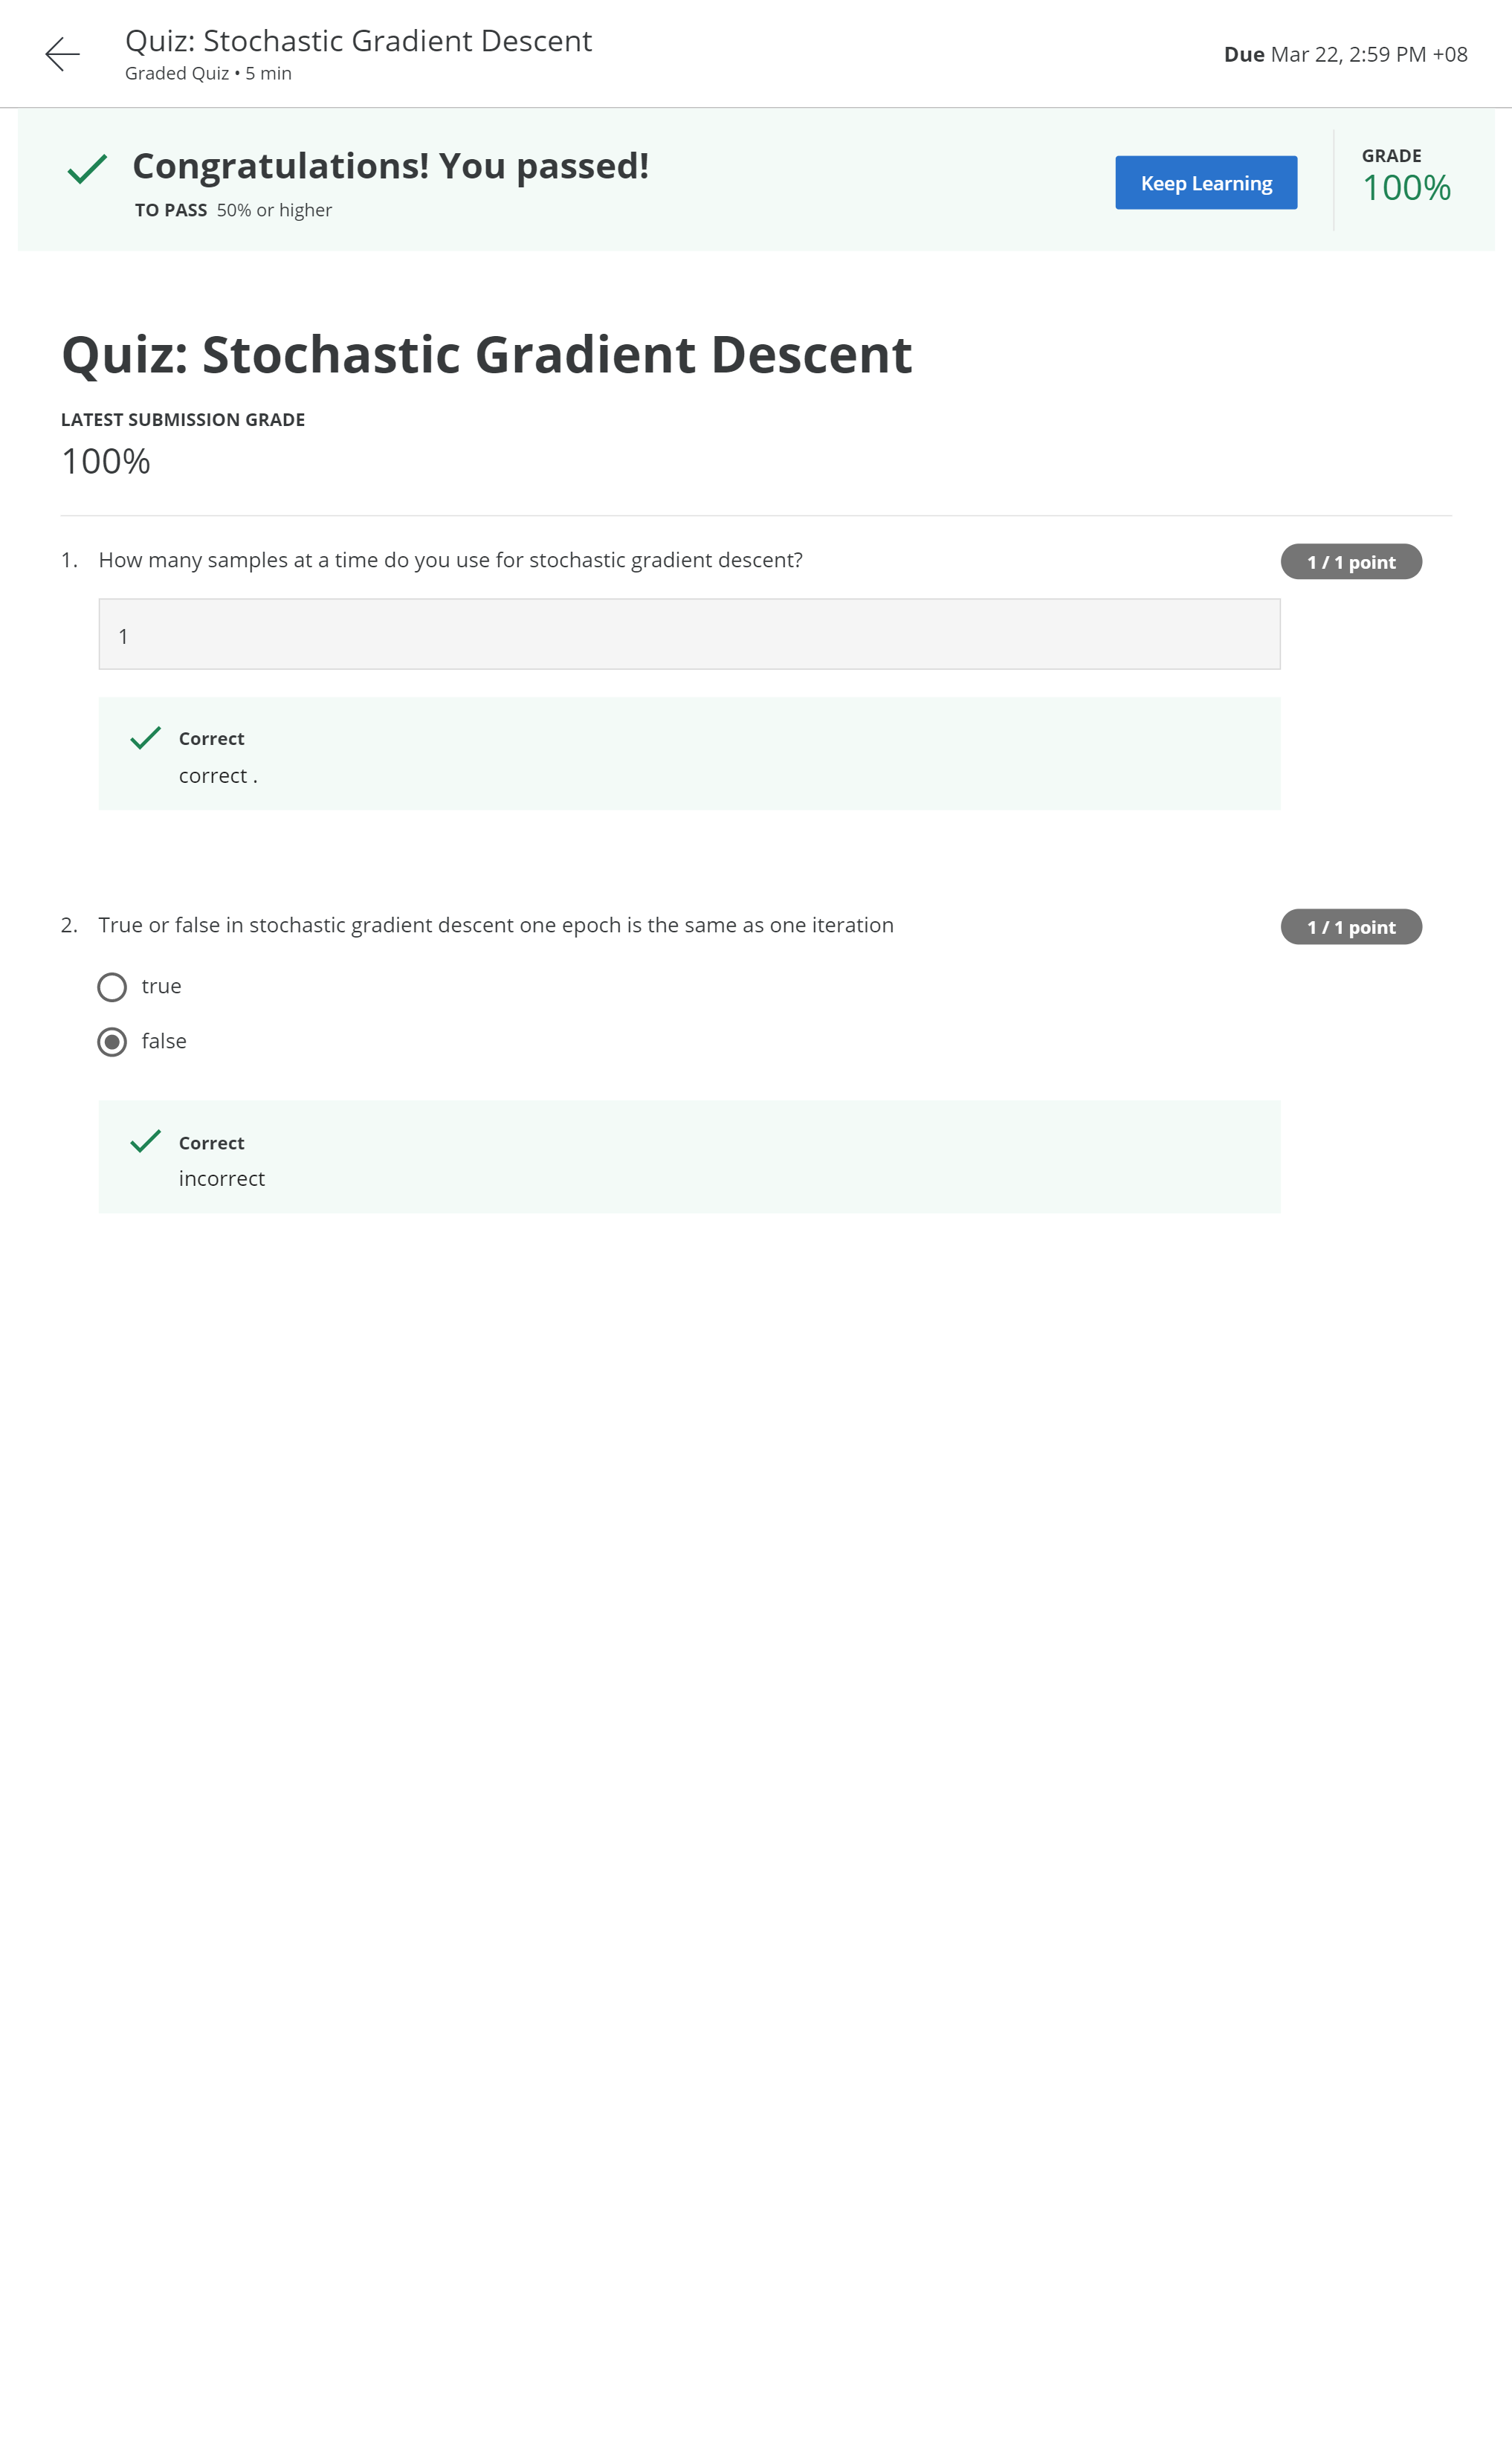 Quiz: Stochastic Gradient Descent
Graded Quiz • 5 min
Due Mar 22, 2:59 PM +08
Congratulations! You passed!
TO PASS 50% or higher
Keep Learning
GRADE
100%
Quiz: Stochastic Gradient Descent
LATEST SUBMISSION GRADE
100%
1. How many samples at a time do you use for stochastic gradient descent?
1 / 1 point
1
Correct
correct .
2. True or false in stochastic gradient descent one epoch is the same as one iteration
1 / 1 point
true
false
Correct
incorrect